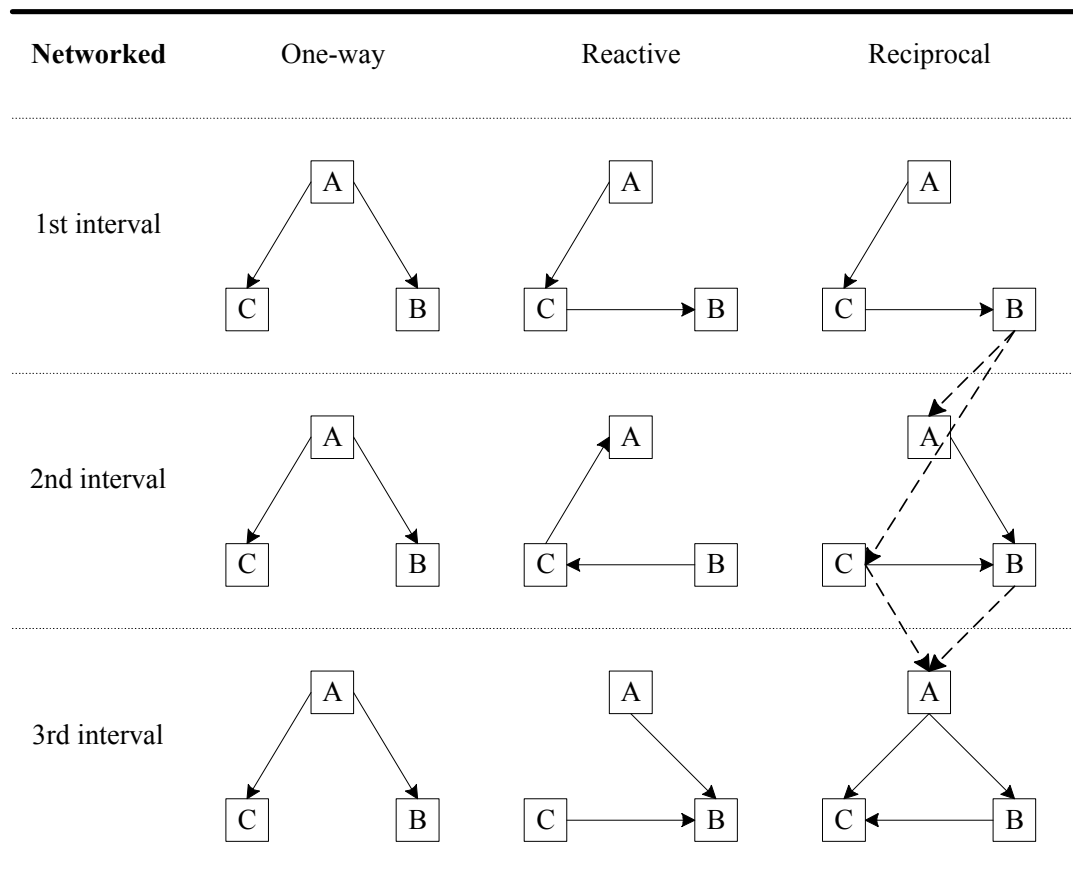 Networked One-way Reactive Reciprocal
A A A
1st interval
C B C B C B
A A A
2nd interval
C B C B C B
A A A
3rd interval
C B C B C B